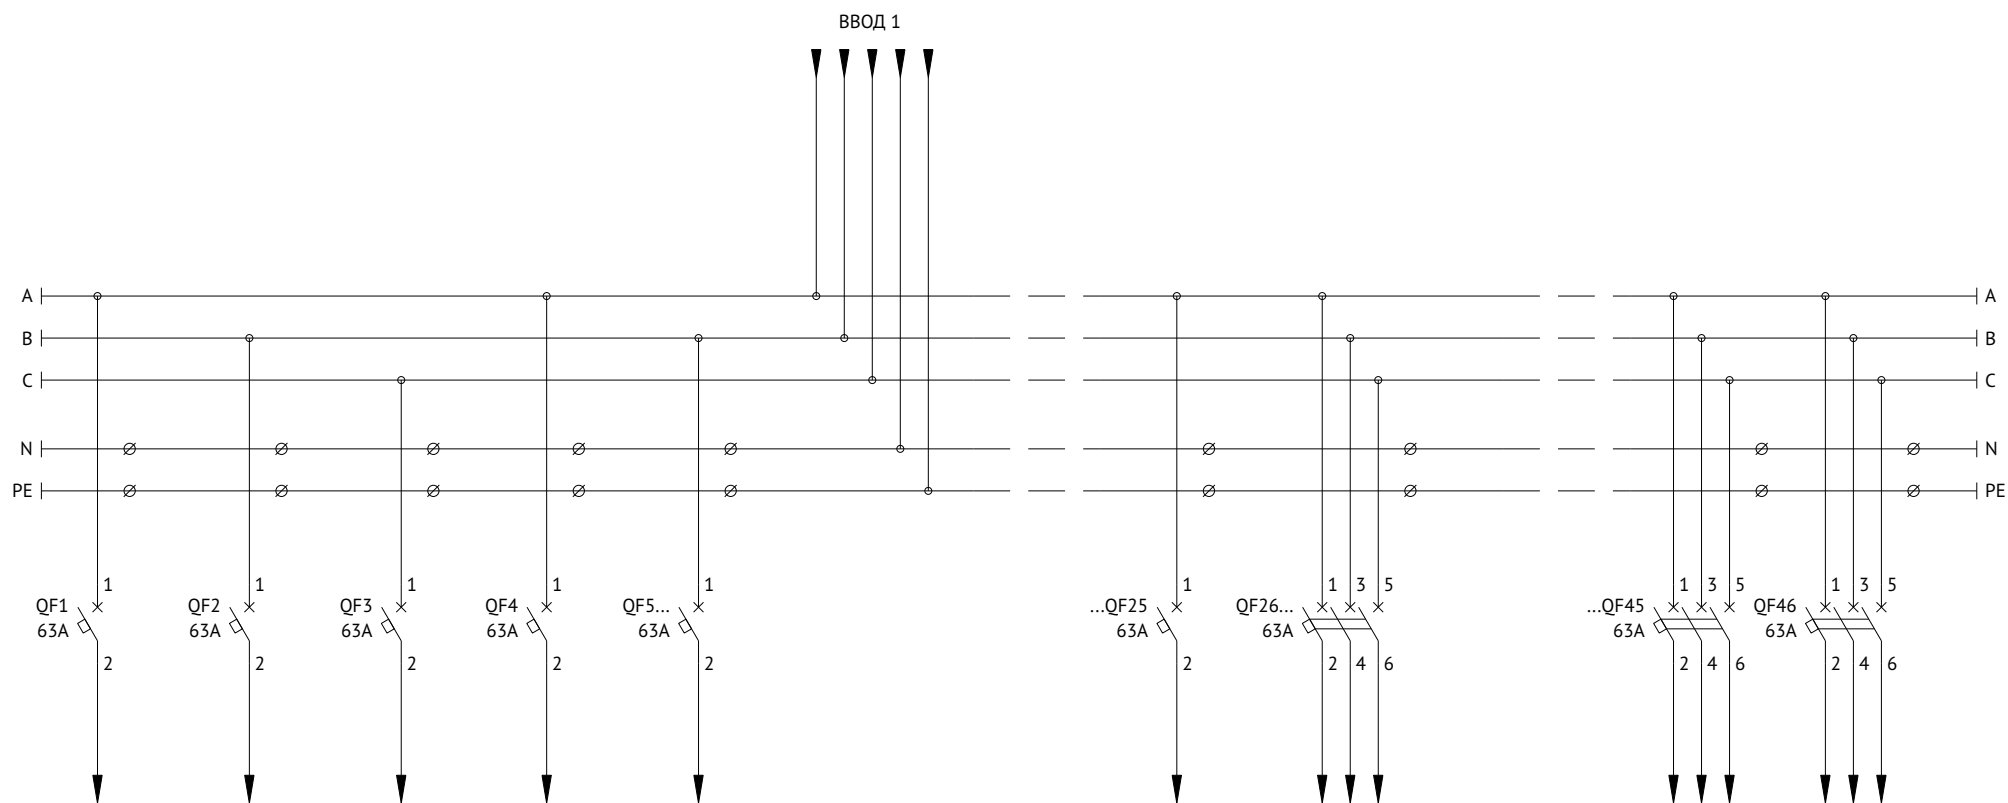 ВВОД 1
A A
B B
C C
N N
PE PE
1 1 1 1 1 1 1 3 5 1 3 5 1 3 5
QF1 QF2 QF3 QF4 QF5... ...QF25 QF26... ...QF45 QF46
63A 63A 63A 63A 63A 63A 63A 63A 63A
2 2 2 2 2 2 2 4 6 2 4 6 2 4 6